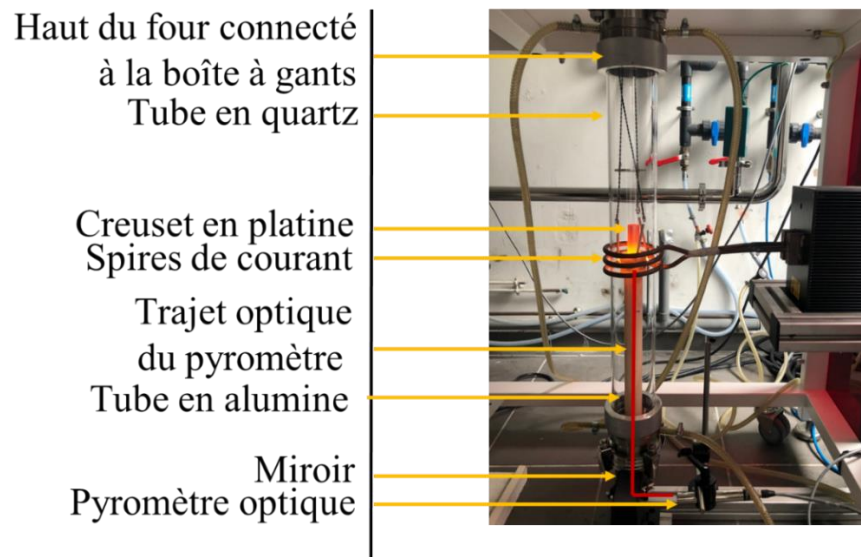 Haut du four connecté
à la boîte à gants
Tube en quartz
Creuset en platine
Spires de courant
Trajet optique
du pyromètre
Tube en alumine
Miroir
Pyromètre optique